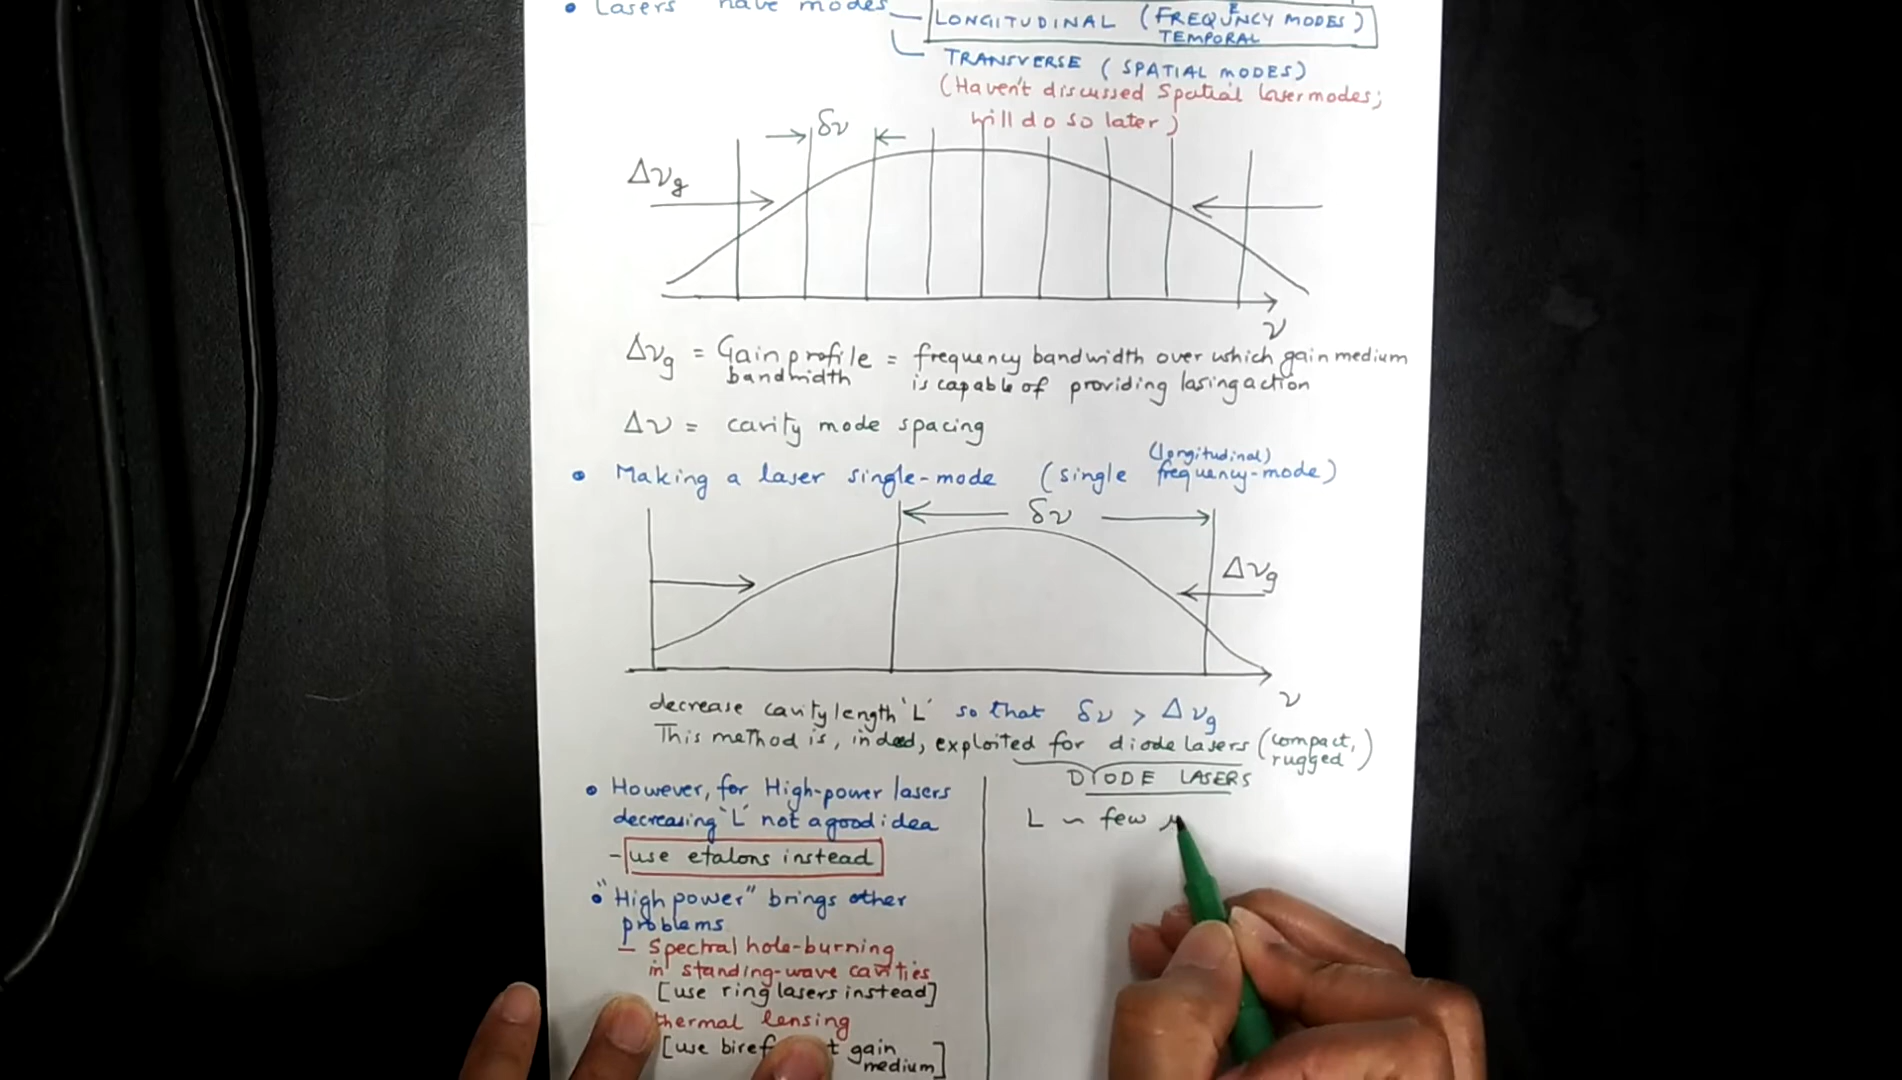 • Lasers have modes
LONGITUDINAL (FREQUENCY MODES)
TEMPORAL
TRANSVERSE (SPATIAL MODES)
(Haven't discussed Spatial laser modes;
will do so later)
δν
Δνg
ν
Δνg = Gain profile = frequency bandwidth over which gain medium
bandwidth is capable of providing lasing action
Δν = cavity mode spacing
(longitudinal)
• Making a laser single-mode (single frequency-mode)
δν
Δνg
ν
decrease cavity length 'L' so that δν > Δνg
This method is, indeed, exploited for diode lasers (compact,
rugged)
• However, for High-power lasers
decreasing 'L' not a good idea
- use etalons instead
• "High power" brings other
problems
- Spectral hole-burning
in standing-wave cavities
[use ring lasers instead]
thermal lensing
[use t gain
medium]
DIODE LASERS
L ~ few μ